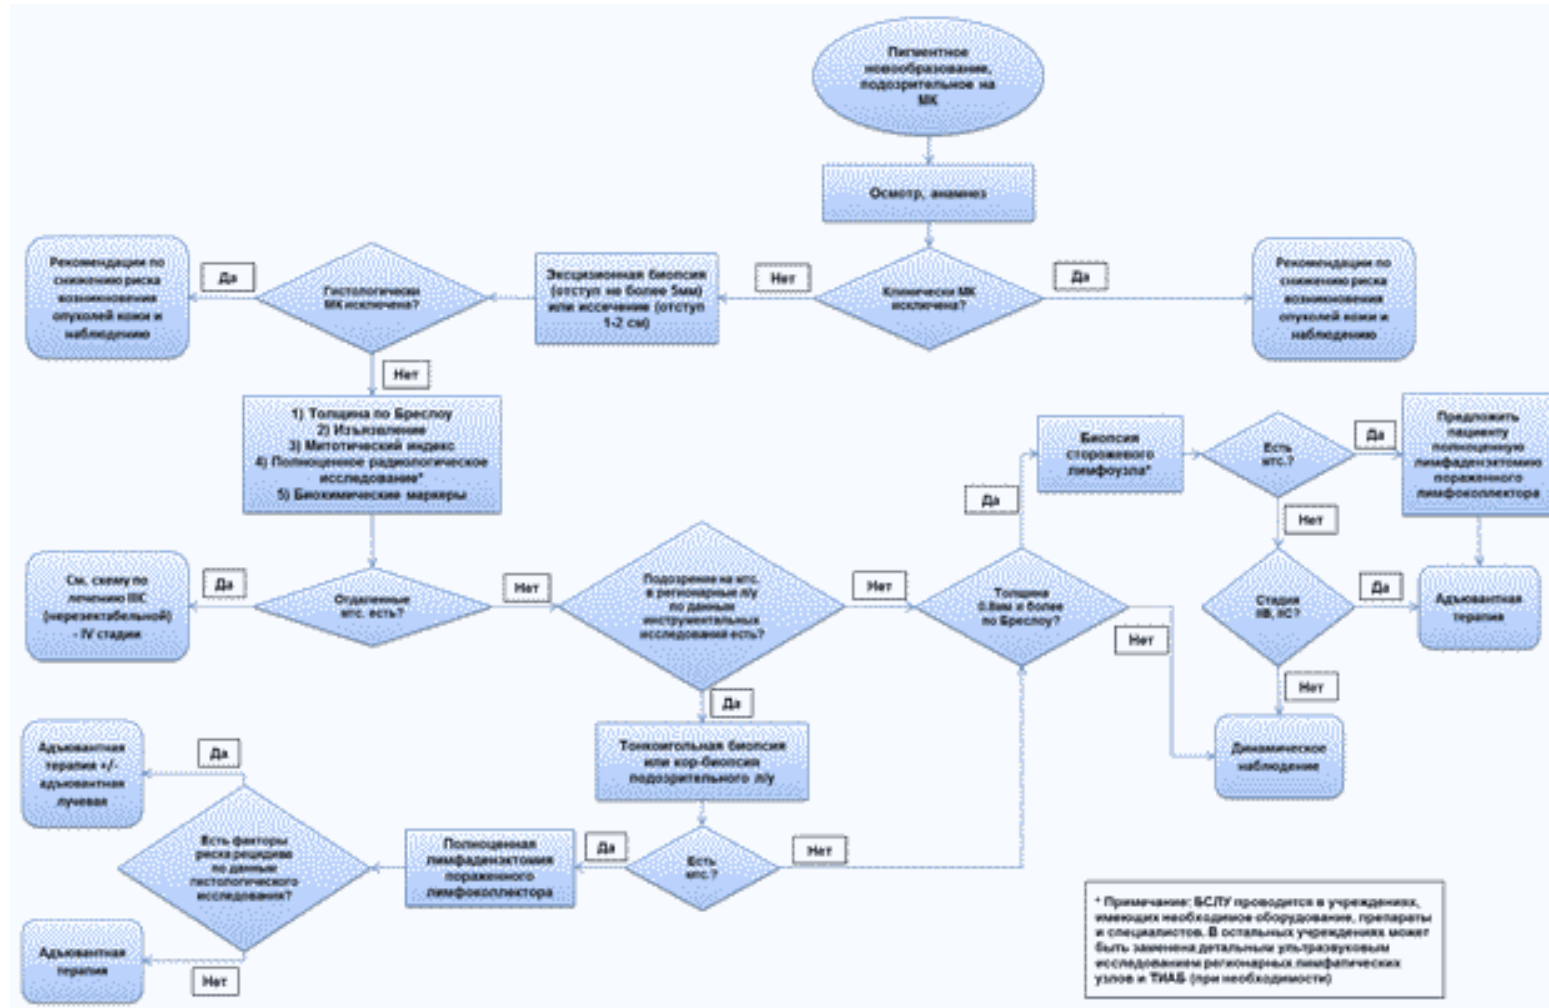 Пигментное
новообразование,
подозрительное на
МК
Осмотр, анамнез
Клинически МК
исключена?
Да
Рекомендации по
снижению риска
возникновения
опухолей кожи и
наблюдению
Нет
Эксцизионная биопсия
(отступ не более 5мм)
или иссечение (отступ
1-2 см)
Гистологически
МК исключена?
Да
Рекомендации по
снижению риска
возникновения
опухолей кожи и
наблюдению
Нет
1) Толщина по Бреслоу
2) Изъязвление
3) Митотический индекс
4) Полноценное радиологическое
исследование*
5) Биохимические маркеры
Отдаленные
мтс. есть?
Да
См. схему по
лечению IIIК
(нерезектабельной)
- IV стадии
Нет
Подозрение на мтс.
в регионарные л/у
по данным
инструментальных
исследований есть?
Нет
Толщина
0.8мм и более
по Бреслоу?
Да
Биопсия
сторожевого
лимфоузла*
Есть
мтс.?
Да
Предложить
пациенту
полноценную
лимфаденэктомию
пораженного
лимфоколлектора
Нет
Стадия
IIB, IIC?
Да
Адъювантная
терапия
Нет
Нет
Динамическое
наблюдение
Да
Тонкоигольная биопсия
или кор-биопсия
подозрительного л/у
Есть
мтс.?
Нет
Да
Полноценная
лимфаденэктомия
пораженного
лимфоколлектора
Есть факторы
риска рецидива
по данным
гистологического
исследования?
Да
Адъювантная
терапия +/-
адъювантная
лучевая
Нет
Адъювантная
терапия
* Примечание: БСЛУ проводится в учреждениях,
имеющих необходимое оборудование, препараты
и специалистов. В остальных учреждениях может
быть заменена детальным ультразвуковым
исследованием регионарных лимфатических
узлов и ТИАБ (при необходимости)